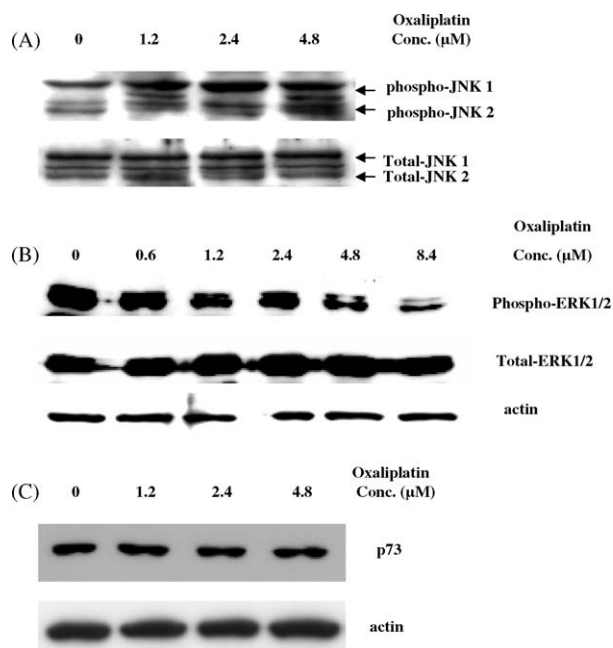 (A)
Oxaliplatin
0 1.2 2.4 4.8 Conc. (μM)
phospho-JNK 1
phospho-JNK 2
Total-JNK 1
Total-JNK 2
Oxaliplatin
(B) 0 0.6 1.2 2.4 4.8 8.4 Conc. (μM)
Phospho-ERK1/2
Total-ERK1/2
actin
Oxaliplatin
(C) 0 1.2 2.4 4.8 Conc. (μM)
p73
actin